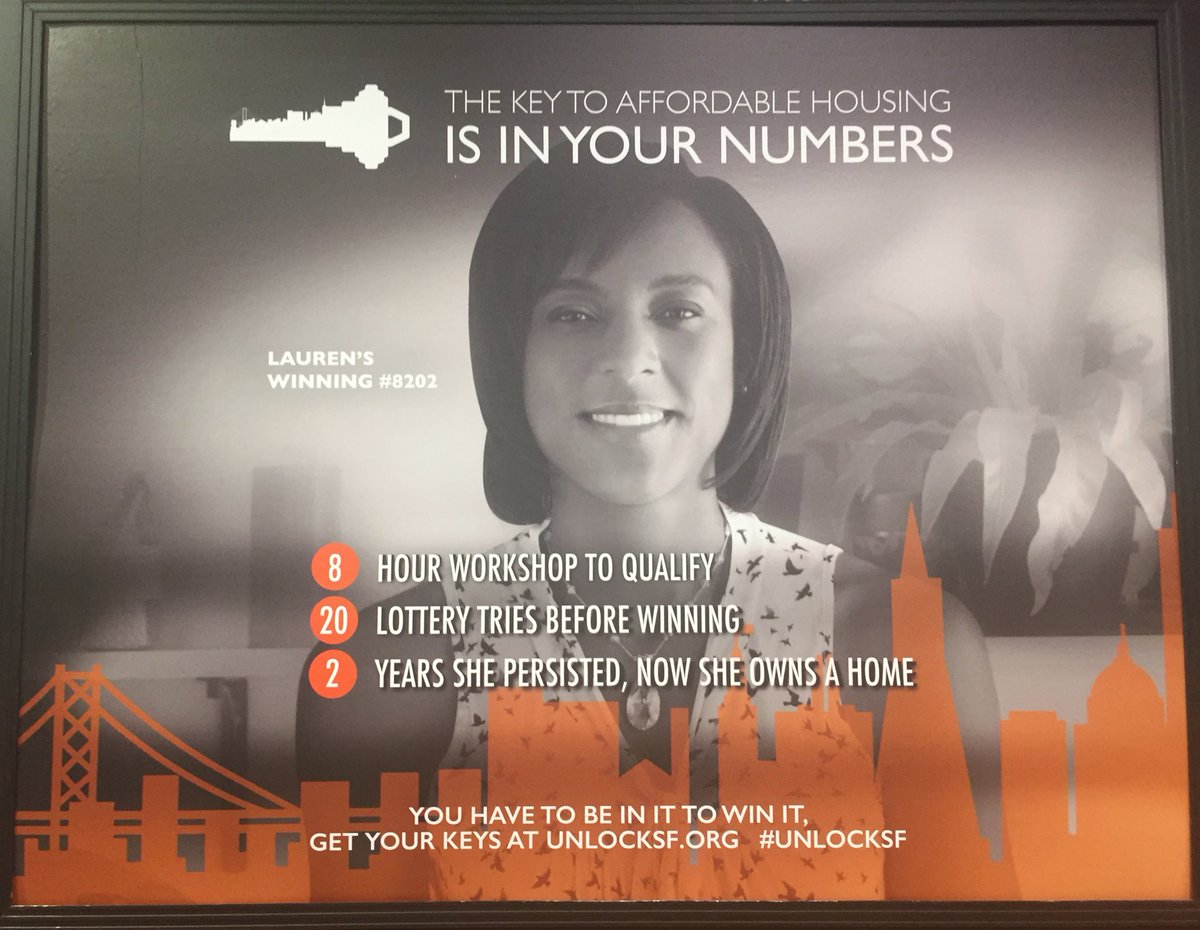 THE KEY TO AFFORDABLE HOUSING
IS IN YOUR NUMBERS
LAUREN'S
WINNING #8202
8 HOUR WORKSHOP TO QUALIFY
20 LOTTERY TRIES BEFORE WINNING
2 YEARS SHE PERSISTED, NOW SHE OWNS A HOME
YOU HAVE TO BE IN IT TO WIN IT,
GET YOUR KEYS AT UNLOCKSF.ORG #UNLOCKSF